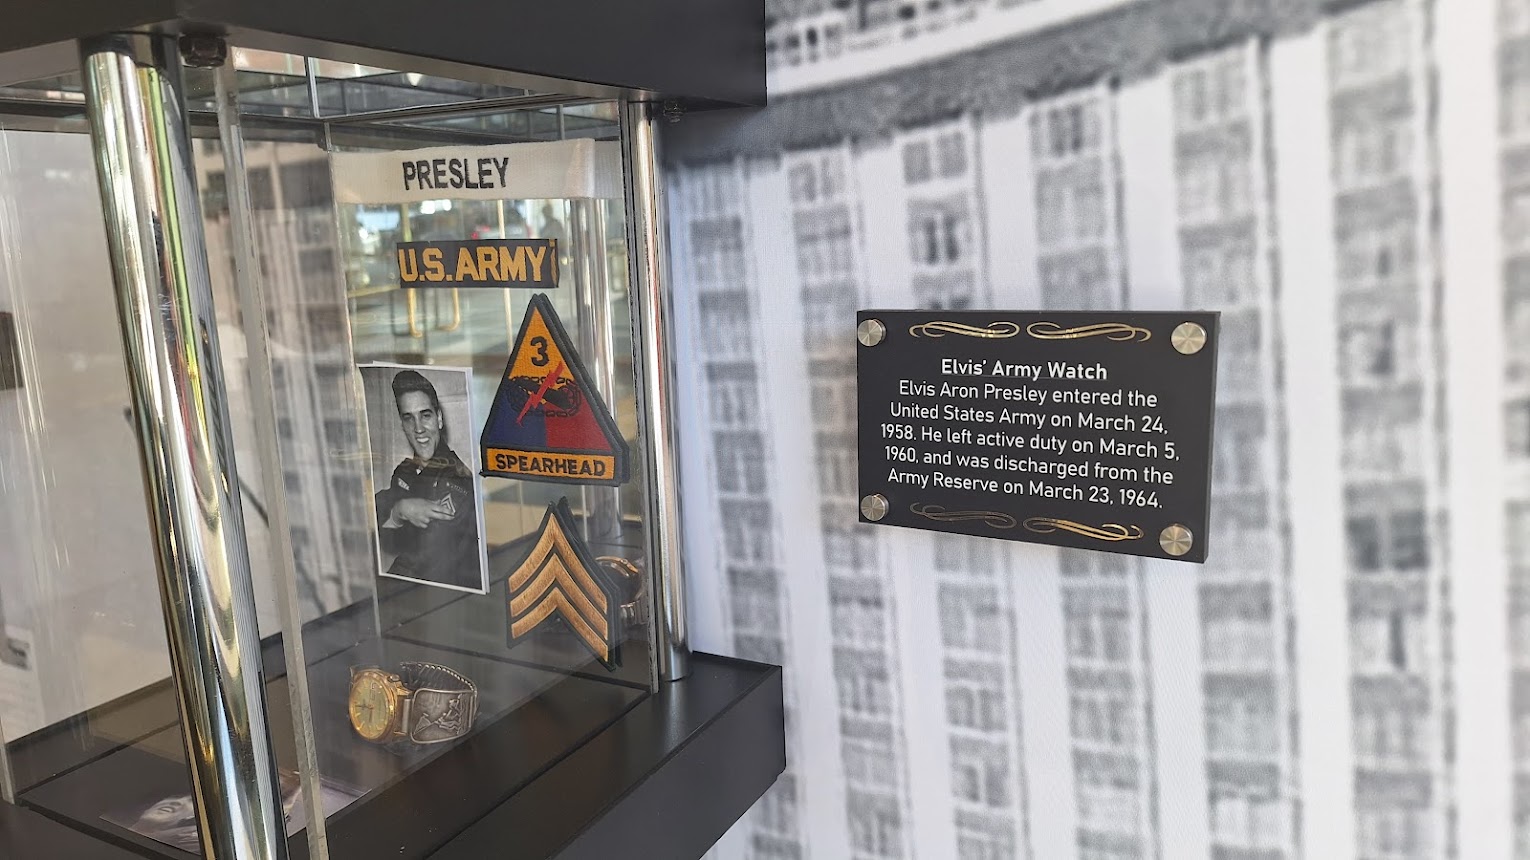 PRESLEY
U.S. ARMY
3
SPEARHEAD
Elvis' Army Watch
Elvis Aron Presley entered the
United States Army on March 24,
1958. He left active duty on March 5,
1960, and was discharged from the
Army Reserve on March 23, 1964.